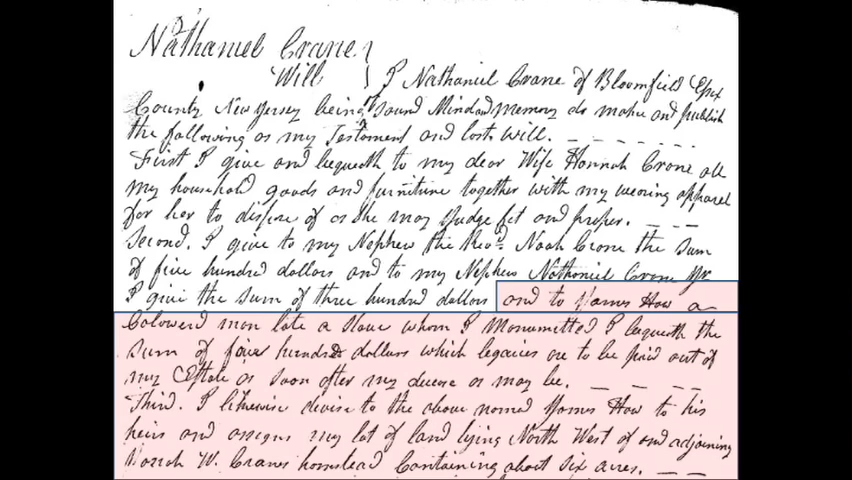 Nathaniel Crane
Will } I Nathaniel Crane of Bloomfield Essex
County New Jersey being of sound Mind and Memory do make and publish
the following as my Testament and last will. _ _ _ _ _ _
First I give and bequeath to my dear Wife Hannah Crane all
my household goods and furniture together with my wearing apparel
for her to dispose of as she may Judge fit and proper. _ _ _
Second. I give to my Nephew the Revd. Noah Crane the Sum
of five hundred dollars and to my Nephew Nathaniel Crane Jr
I give the sum of three hundred dollars and to James How a
Colowerd man late a Slave whom I Manumitted I bequeath the
sum of four hundred dollars which legacies are to be paid out of
my Estate as soon after my decease as may be. _ _ _ _
Third. I likewise devise to the above named James How to his
heirs and assigns my lot of land lying North West of and adjoining
W. Cranes homstead Containing about six acres. _ _